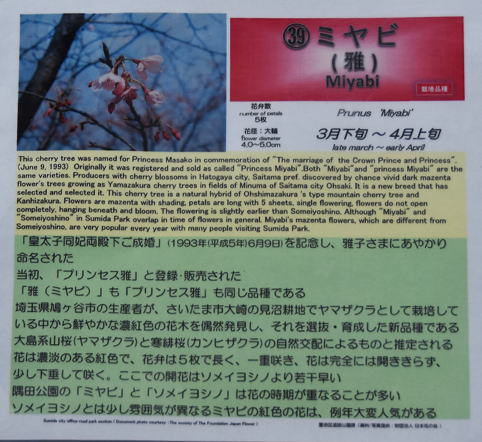 ㊴ミヤビ
(雅)
Miyabi
栽培品種
花弁数
number of petals
5枚
花径：大輪
flower diameter
4.0〜5.0cm
Prunus 'Miyabi'
3月下旬 〜 4月上旬
late march 〜 early April
This cherry tree was named for Princess Masako in commemoration of "The marriage of the Crown Prince and Princess".
(June 9, 1993) Originally it was registered and sold as called "Princess Miyabi".Both "Miyabi"and "princess Miyabi" are the
same varieties. Producers with cherry blossoms in Hatogaya city, Saitama pref. discovered by chance vivid dark mazenta
flower's trees growing as Yamazakura cherry trees in fields of Minuma of Saitama city Ohsaki. It is a new breed that has
selected and selected it. This cherry tree is a natural hybrid of Ohshimazakura 's type mountain cherry tree and
Kanhizakura. Flowers are mazenta with shading, petals are long with 5 sheets, single flowering, flowers do not open
completely, hanging beneath and bloom. The flowering is slightly earlier than Someiyoshino. Although "Miyabi" and
"Someiyoshino" in Sumida Park overlap in time of flowers in general, Miyabi's mazenta flowers, which are different from
Someiyoshino, are very popular every year with many people visiting Sumida Park.
「皇太子同妃両殿下ご成婚」(1993年(平成5年)6月9日)を記念し、雅子さまにあやかり
命名された
当初、「プリンセス雅」と登録･販売された
「雅（ミヤビ）」も「プリンセス雅」も同じ品種である
埼玉県鳩ヶ谷市の生産者が、さいたま市大崎の見沼耕地でヤマザクラとして栽培して
いる中から鮮やかな濃紅色の花木を偶然発見し、それを選抜・育成した新品種である
大島系山桜(ヤマザクラ)と寒緋桜(カンヒザクラ)の自然交配によるものと推定される
花は濃淡のある紅色で、花弁は5枚で長く、一重咲き、花は完全には開ききらず、
少し下垂して咲く。ここでの開花はソメイヨシノより若干早い
隅田公園の「ミヤビ」と「ソメイヨシノ」は花の時期が重なることが多い
ソメイヨシノとは少し雰囲気が異なるミヤビの紅色の花は、例年大変人気がある
Sumida city office road park section ( Document photo courtesy : The society of The Foundation Japan Flower )